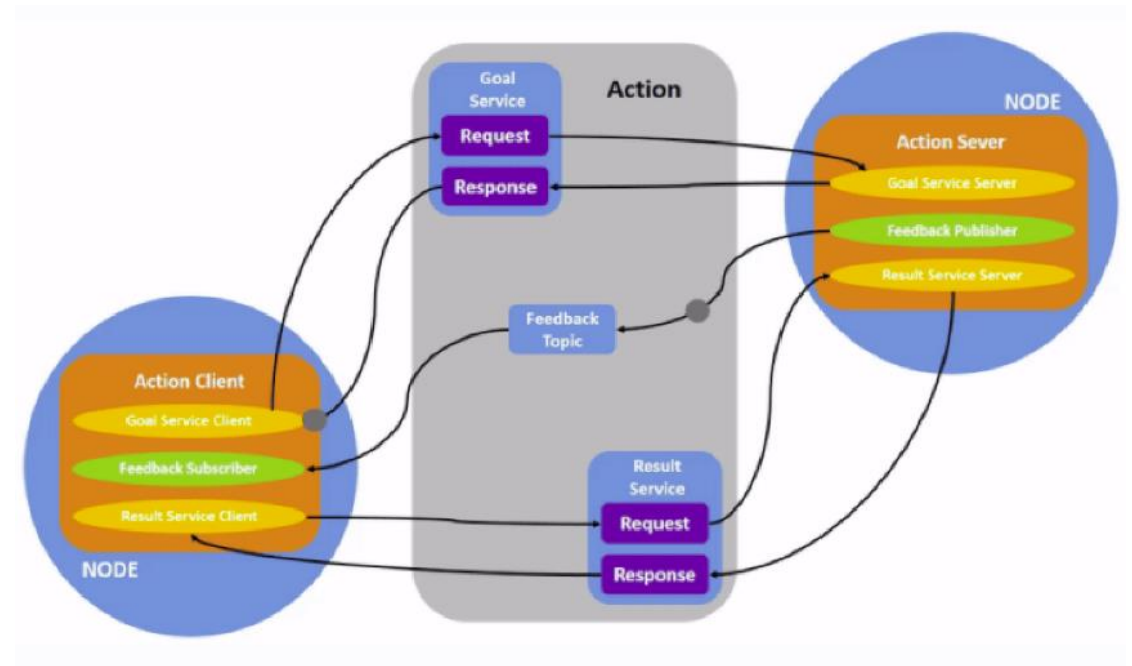 Goal
Service
Request
Response
Action
NODE
Action Sever
Goal Service Server
Feedback Publisher
Result Service Server
Feedback
Topic
Action Client
Goal Service Client
Feedback Subscriber
Result Service Client
NODE
Result
Service
Request
Response